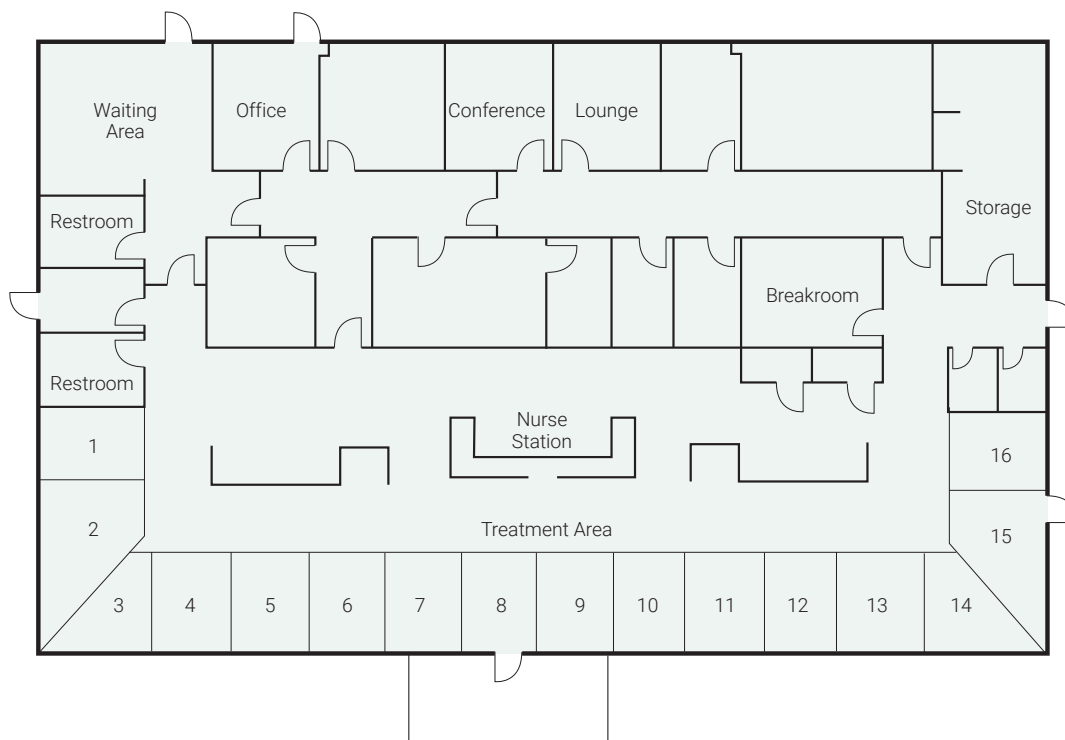 Waiting
Area
Office
Conference
Lounge
Restroom
Storage
Breakroom
Restroom
Nurse
Station
1
16
2
Treatment Area
15
3
4
5
6
7
8
9
10
11
12
13
14